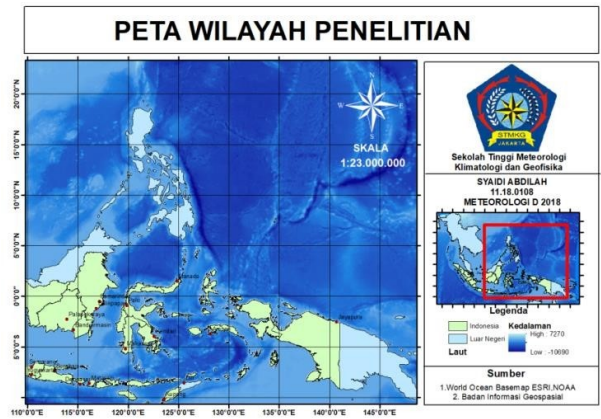 PETA WILAYAH PENELITIAN
20°0'0"N
15°0'0"N
10°0'0"N
5°0'0"N
0°0'0"
5°0'0"S
110°0'0"E 115°0'0"E 120°0'0"E 125°0'0"E 130°0'0"E 135°0'0"E 140°0'0"E 145°0'0"E
N
W E
S
SKALA
1:23.000.000
Manado
Jayapura
STMKG
JAKARTA
Sekolah Tinggi Meteorologi
Klimatologi dan Geofisika
SYAIDI ABDILAH
11.18.0108
METEOROLOGI D 2018
Legenda
Indonesia
Luar Negeri
Laut
Kedalaman
High : 7270
Low : -10690
Sumber
1.World Ocean Basemap ESRI,NOAA
2. Badan Informasi Geospasial